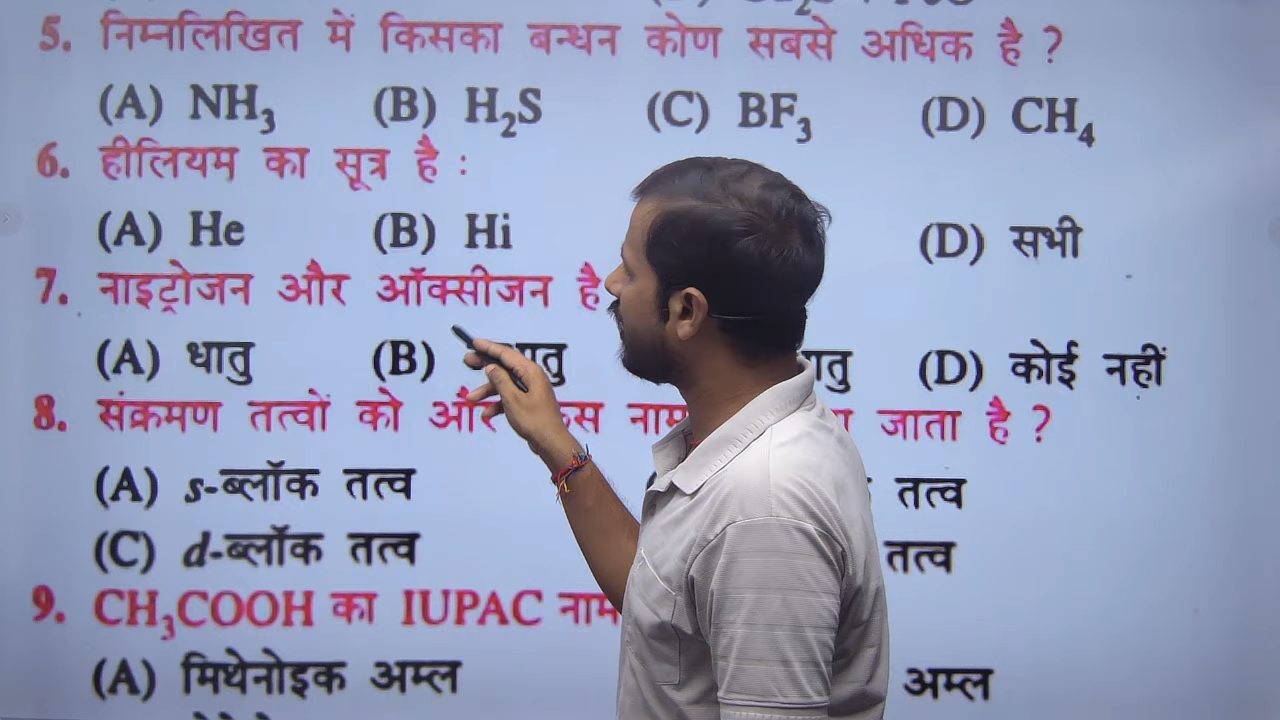 5. निम्नलिखित में किसका बन्धन कोण सबसे अधिक है ?
(A) NH₃ (B) H₂S (C) BF₃ (D) CH₄
6. हीलियम का सूत्र है :
(A) He (B) Hi (D) सभी
7. नाइट्रोजन और ऑक्सीजन है
(A) धातु (B) (D) कोई नहीं
8. संक्रमण तत्वों को और नाम जाता है ?
(A) s-ब्लॉक तत्व तत्व
(C) d-ब्लॉक तत्व तत्व
9. CH₃COOH का IUPAC नाम
(A) मिथेनोइक अम्ल अम्ल